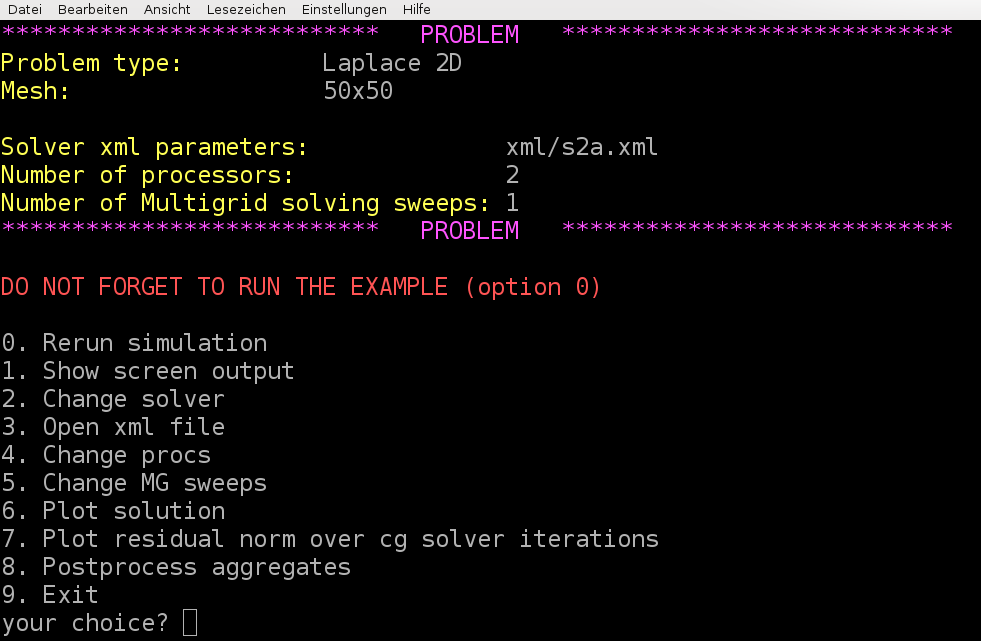 Datei Bearbeiten Ansicht Lesezeichen Einstellungen Hilfe
*************************** PROBLEM ****************************
Problem type: Laplace 2D
Mesh: 50x50
Solver xml parameters: xml/s2a.xml
Number of processors: 2
Number of Multigrid solving sweeps: 1
*************************** PROBLEM ****************************
DO NOT FORGET TO RUN THE EXAMPLE (option 0)
0. Rerun simulation
1. Show screen output
2. Change solver
3. Open xml file
4. Change procs
5. Change MG sweeps
6. Plot solution
7. Plot residual norm over cg solver iterations
8. Postprocess aggregates
9. Exit
your choice?